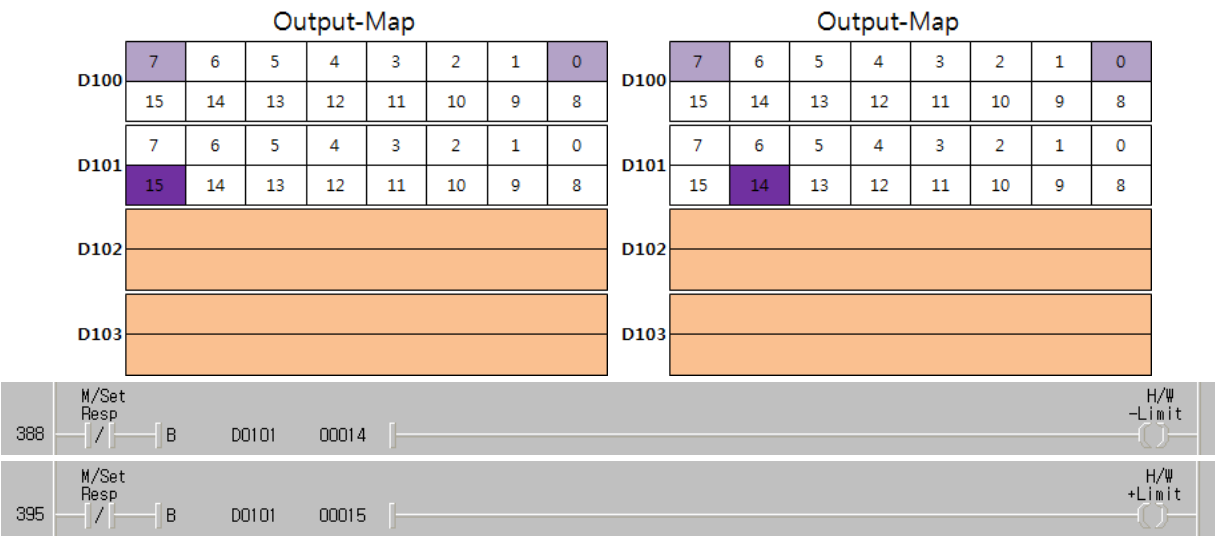 Output-Map Output-Map
D100 7 6 5 4 3 2 1 0 D100 7 6 5 4 3 2 1 0
15 14 13 12 11 10 9 8 15 14 13 12 11 10 9 8
D101 7 6 5 4 3 2 1 0 D101 7 6 5 4 3 2 1 0
15 14 13 12 11 10 9 8 15 14 13 12 11 10 9 8
D102 D102
D103 D103
M/Set H/W
Resp -Limit
388 B D0101 00014
M/Set H/W
Resp +Limit
395 B D0101 00015